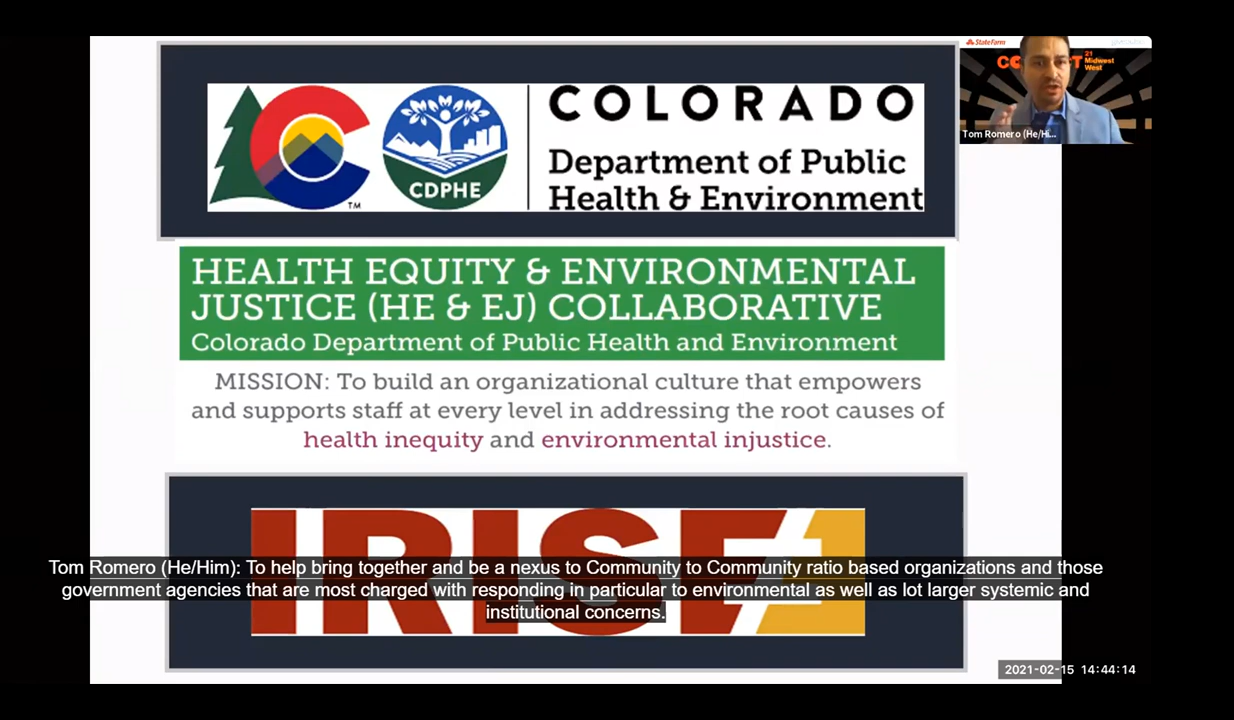 COLORADO
Department of Public
Health & Environment
CDPHE
TM
StateFarm
21
Midwest
West
Tom Romero (He/Hi...
HEALTH EQUITY & ENVIRONMENTAL
JUSTICE (HE & EJ) COLLABORATIVE
Colorado Department of Public Health and Environment
MISSION: To build an organizational culture that empowers
and supports staff at every level in addressing the root causes of
health inequity and environmental injustice.
IRISE
Tom Romero (He/Him): To help bring together and be a nexus to Community to Community ratio based organizations and those
government agencies that are most charged with responding in particular to environmental as well as lot larger systemic and
institutional concerns.
2021-02-15 14:44:14